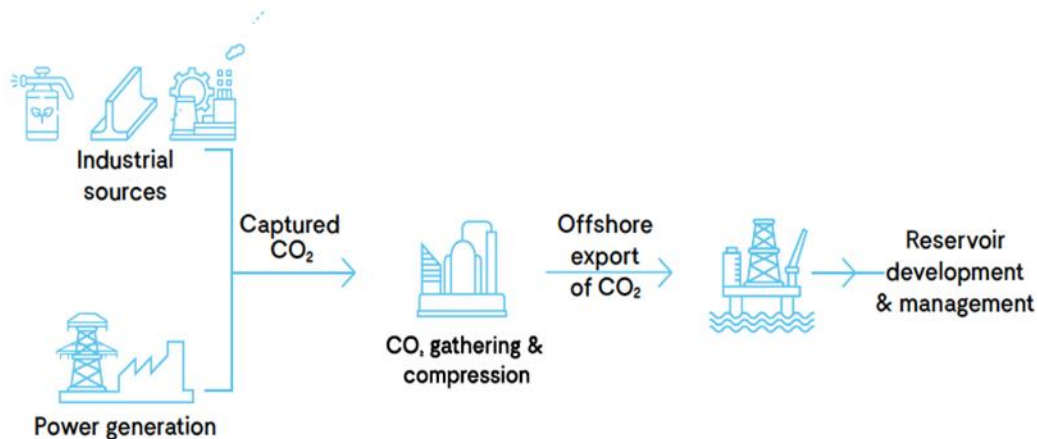 Industrial
sources
Captured
CO₂
Offshore
export
of CO₂
Reservoir
development
& management
CO, gathering &
compression
Power generation